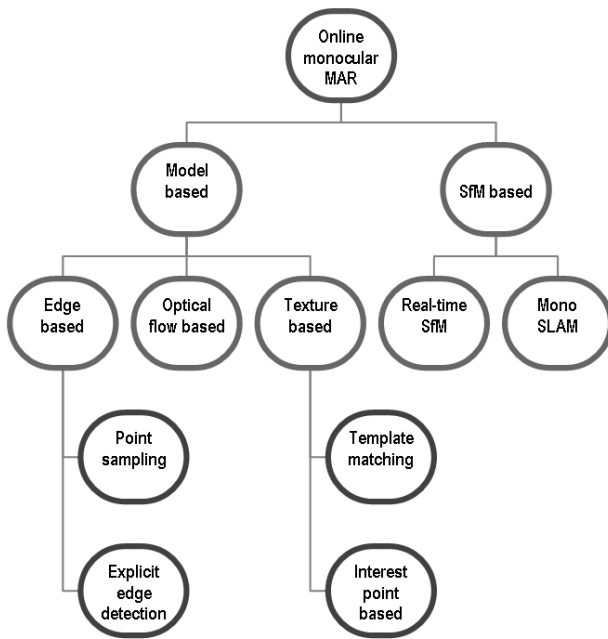 Online
monocular
MAR
Model
based
SfM based
Edge
based
Optical
flow based
Texture
based
Real-time
SfM
Mono
SLAM
Point
sampling
Template
matching
Explicit
edge
detection
Interest
point
based